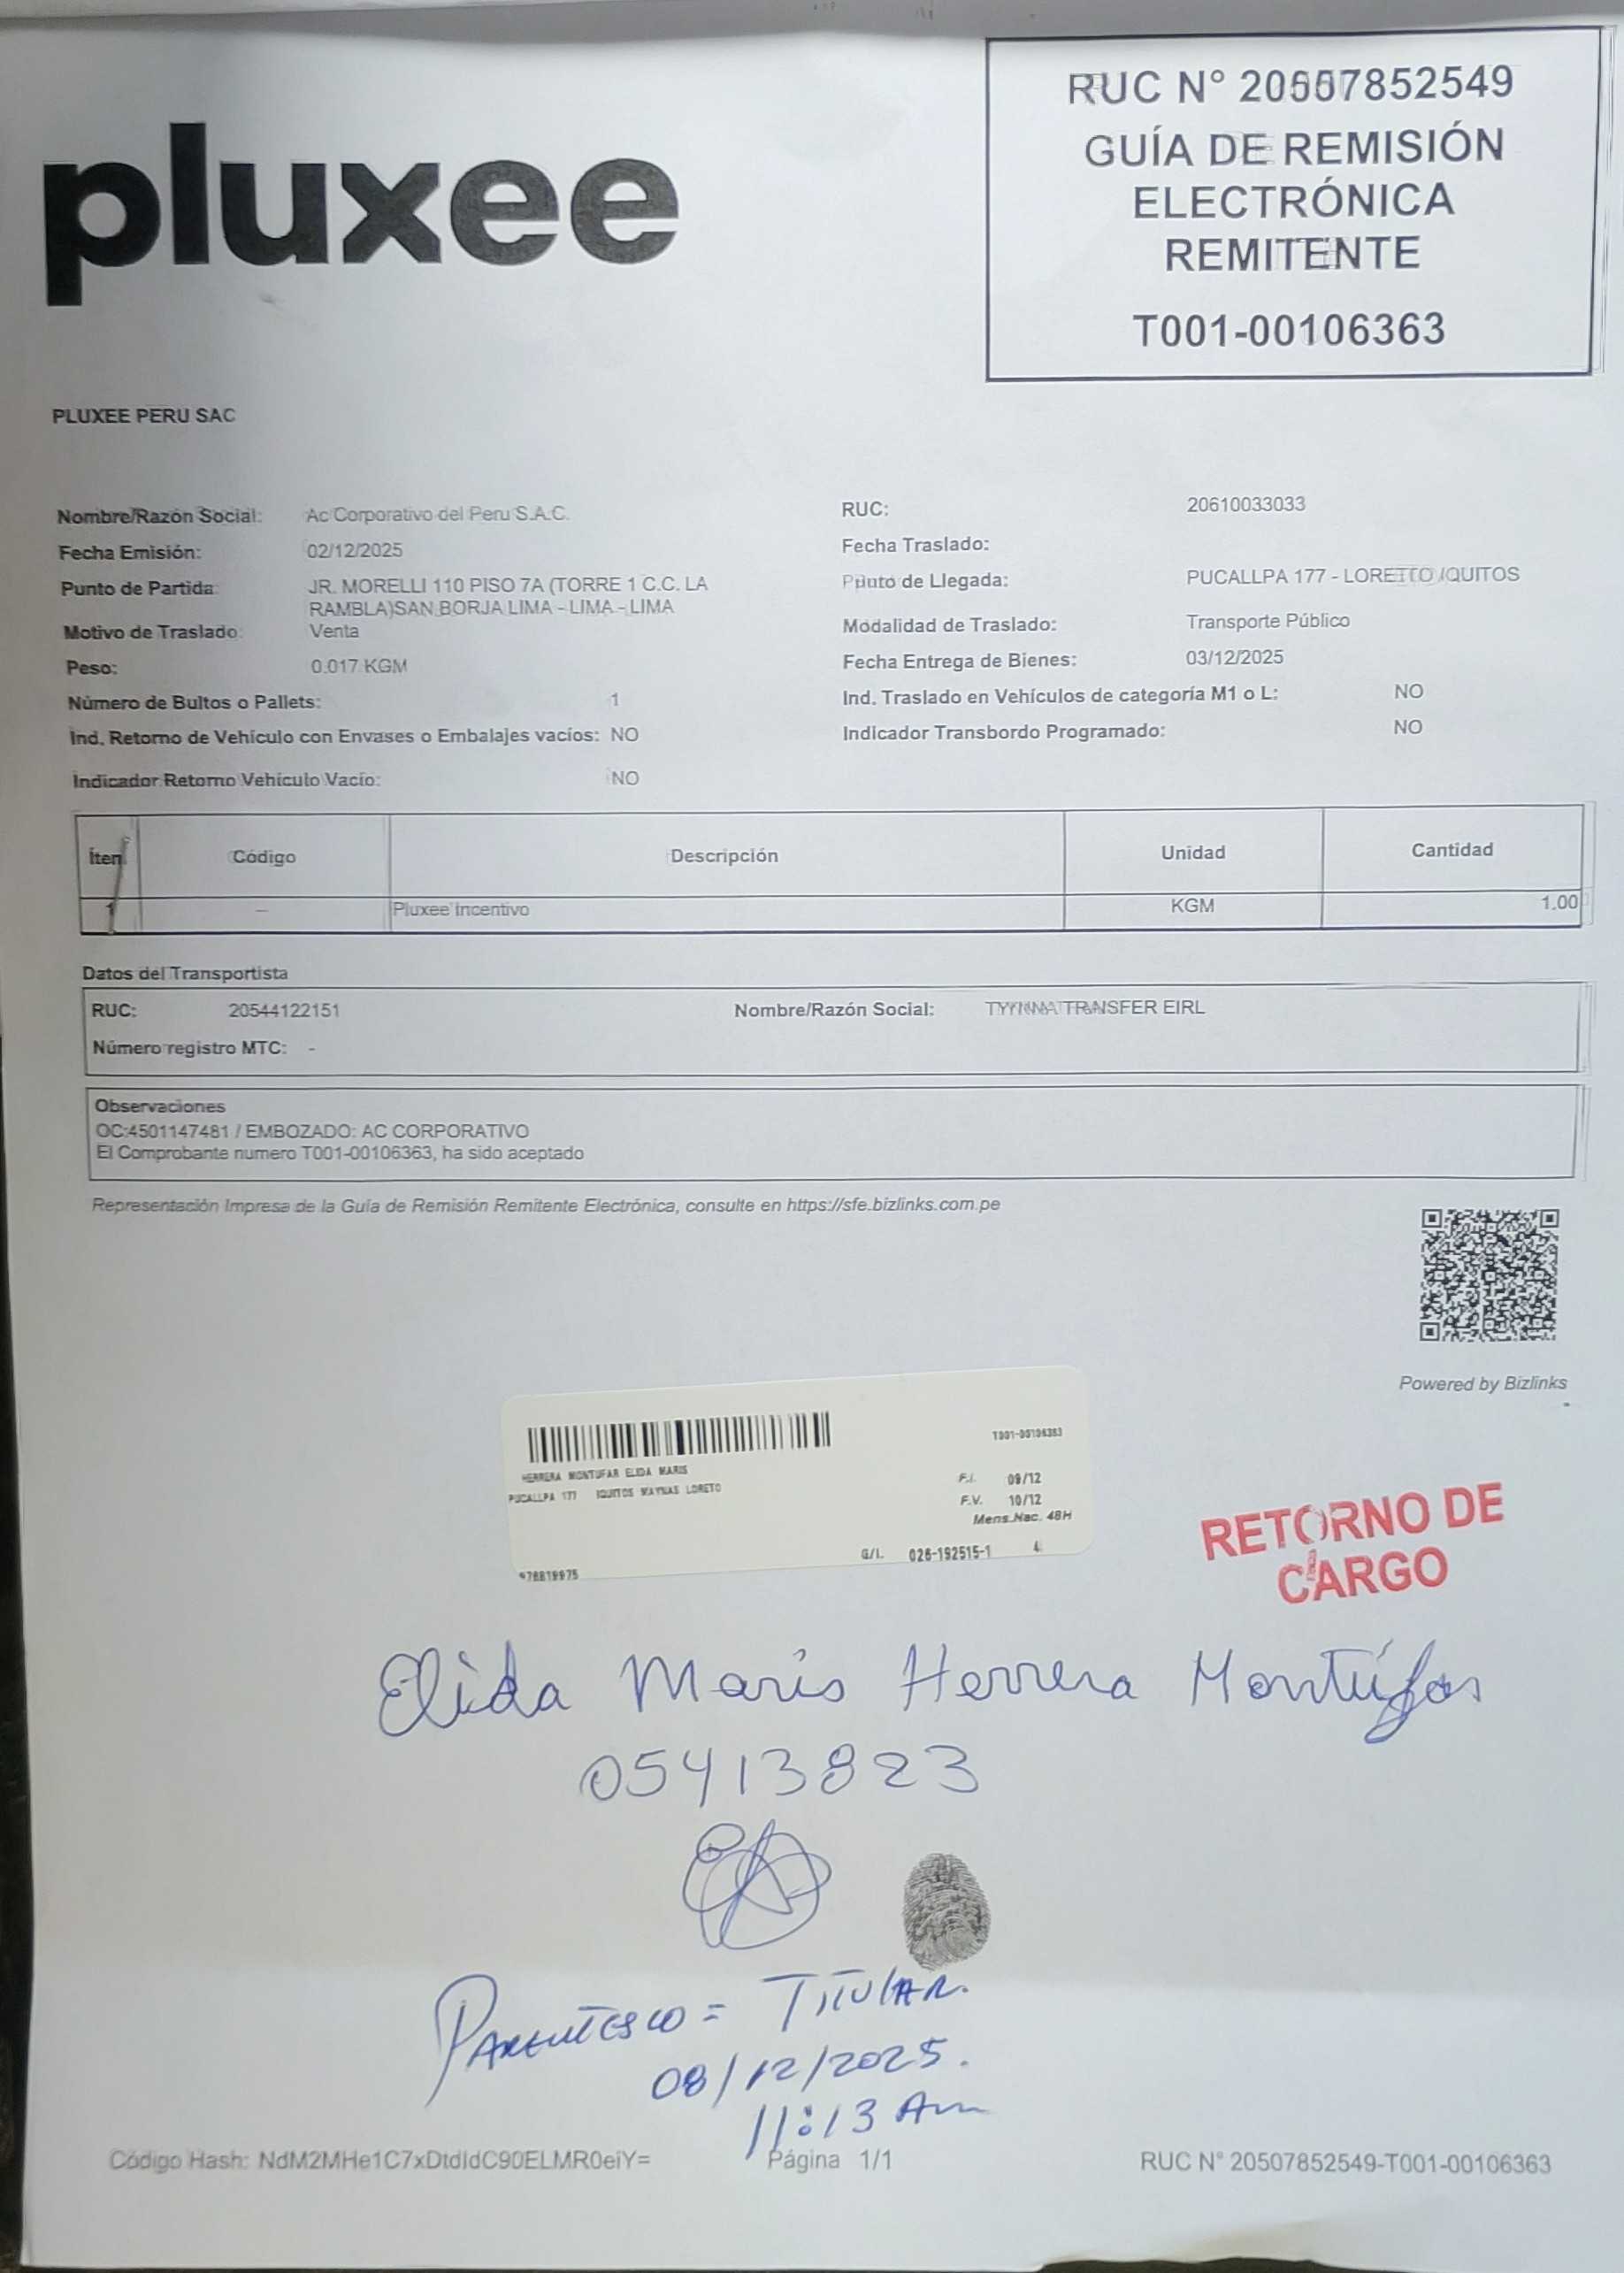 pluxee
RUC N° 20507852549
GUÍA DE REMISIÓN
ELECTRÓNICA
REMITENTE
T001-00106363
PLUXEE PERU SAC
Nombre/Razón Social: Ac Corporativo del Peru S.A.C.
RUC: 20610033033
Fecha Emisión: 02/12/2025
Fecha Traslado:
Punto de Partida: JR. MORELLI 110 PISO 7A (TORRE 1 C.C. LA
RAMBLA)SAN BORJA LIMA - LIMA - LIMA
Punto de Llegada: PUCALLPA 177 - LORETO /IQUITOS
Motivo de Traslado: Venta
Modalidad de Traslado: Transporte Público
Peso: 0.017 KGM
Fecha Entrega de Bienes: 03/12/2025
Número de Bultos o Pallets: 1
Ind. Traslado en Vehículos de categoría M1 o L: NO
Ind. Retorno de Vehículo con Envases o Embalajes vacíos: NO
Indicador Transbordo Programado: NO
Indicador Retorno Vehículo Vacío: NO
Ítem Código Descripción Unidad Cantidad
1 – Pluxee Incentivo KGM 1.00
Datos del Transportista
RUC: 20544122151 Nombre/Razón Social: TRANSFER EIRL
Número registro MTC: -
Observaciones
OC:4501147481 / EMBOZADO: AC CORPORATIVO
El Comprobante numero T001-00106363, ha sido aceptado
Representación Impresa de la Guía de Remisión Remitente Electrónica, consulte en https://sfe.bizlinks.com.pe
Powered by Bizlinks
T001-00106363
HERRERA MONTUFAR ELIDA MARIS
PUCALLPA 177 IQUITOS MAYNAS LORETO
F.I. 09/12
F.V. 10/12
Mens.Nac. 48H
G/L 026-192515-1 4
978819975
RETORNO DE
CARGO
Elida Maris Herrera Montúfar
05413823
Parentesco = Titular.
08/12/2025.
11:13 Am
Código Hash: NdM2MHe1C7xDtdIdC90ELMR0eiY=
Página 1/1
RUC N° 20507852549-T001-00106363